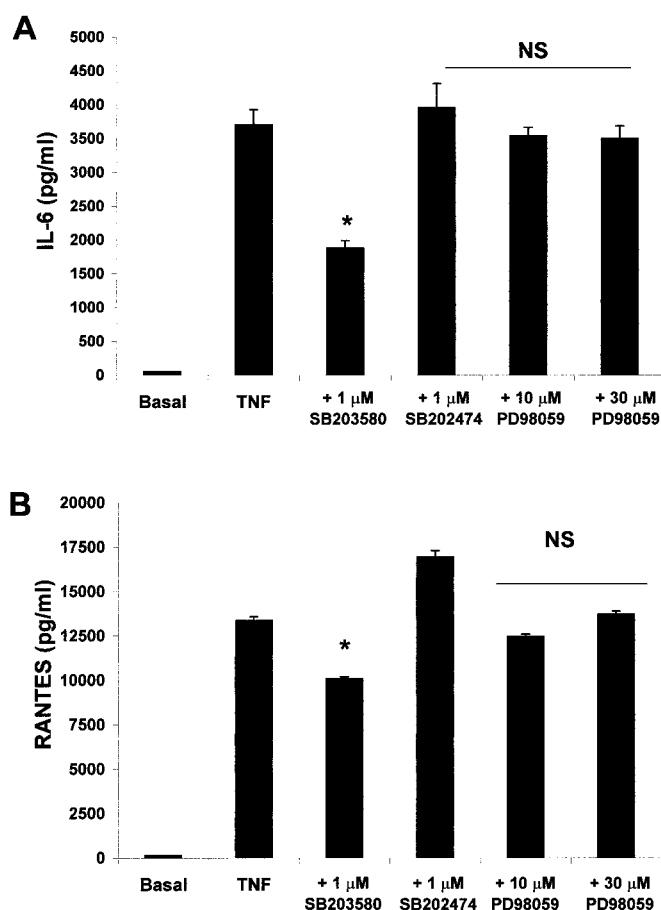 A
NS
IL-6 (pg/ml)
5000
4500
4000
3500
3000
2500
2000
1500
1000
500
0
*
Basal
TNF
+ 1 µM
SB203580
+ 1 µM
SB202474
+ 10 µM
PD98059
+ 30 µM
PD98059
B
NS
RANTES (pg/ml)
20000
17500
15000
12500
10000
7500
5000
2500
0
*
Basal
TNF
+ 1 µM
SB203580
+ 1 µM
SB202474
+ 10 µM
PD98059
+ 30 µM
PD98059